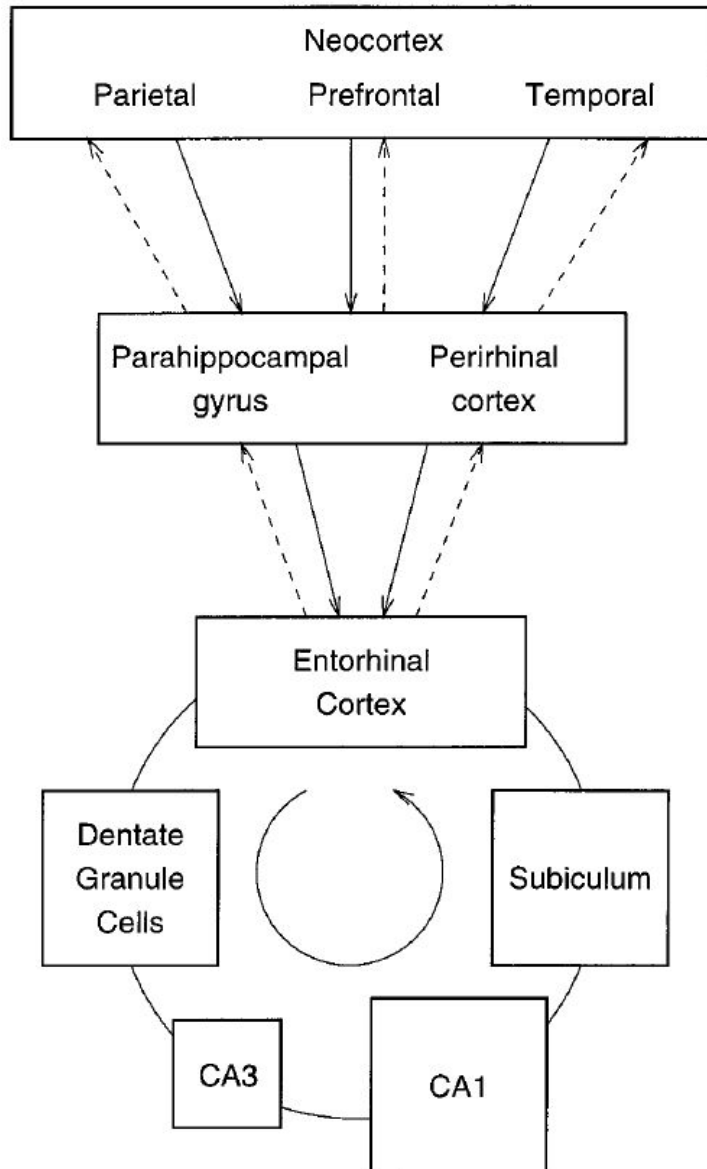 Neocortex
Parietal Prefrontal Temporal
Parahippocampal
gyrus
Perirhinal
cortex
Entorhinal
Cortex
Dentate
Granule
Cells
Subiculum
CA3
CA1